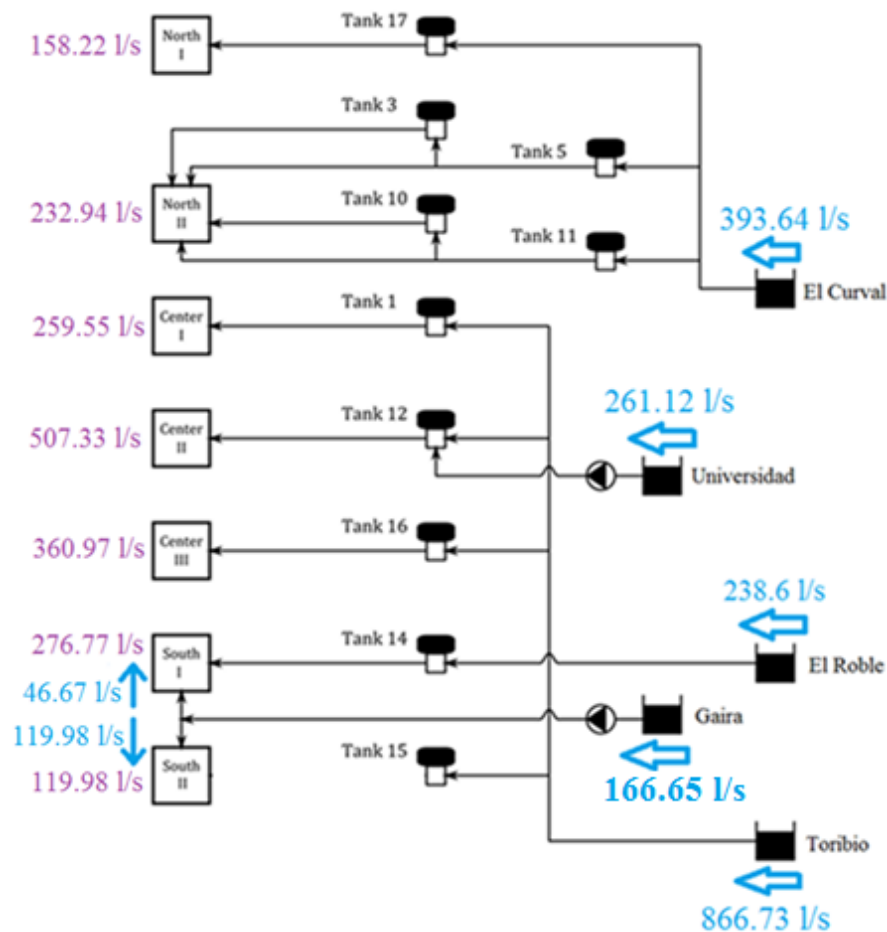 Tank 17
158.22 l/s
North
I
Tank 3
Tank 5
232.94 l/s
North
II
Tank 10
Tank 11
393.64 l/s
El Curval
259.55 l/s
Center
I
Tank 1
507.33 l/s
Center
II
Tank 12
261.12 l/s
Universidad
360.97 l/s
Center
III
Tank 16
238.6 l/s
276.77 l/s
South
I
Tank 14
El Roble
46.67 l/s
Gaira
119.98 l/s
Tank 15
166.65 l/s
119.98 l/s
South
II
Toribio
866.73 l/s